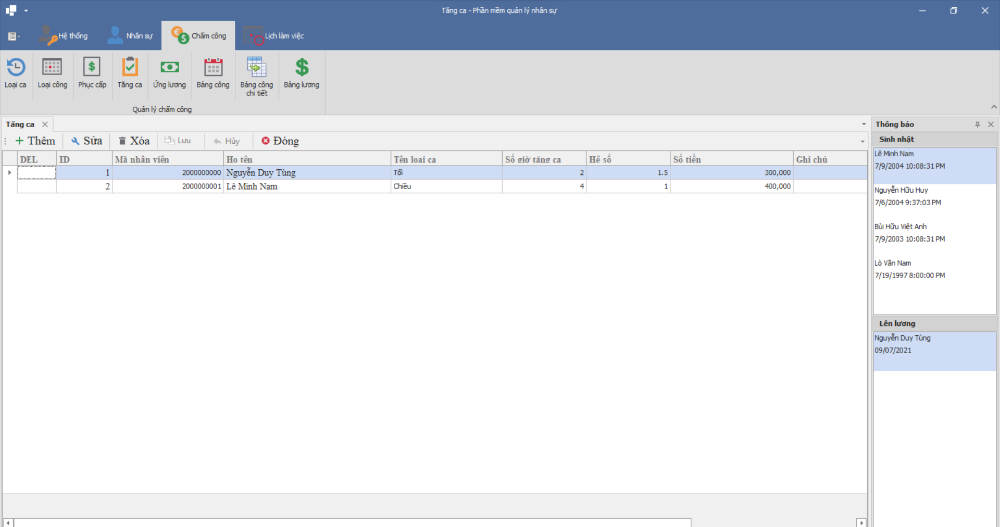 Tăng ca - Phần mềm quản lý nhân sự
Hệ thống
Nhân sự
Chấm công
Lịch làm việc
Loại ca
Loại công
Phục cấp
Tăng ca
Ứng lương
Bảng công
Bảng công
chi tiết
Bảng lương
Quản lý chấm công
Tăng ca
Thêm
Sửa
Xóa
Lưu
Hủy
Đóng
DEL ID Mã nhân viên Họ tên Tên loại ca Số giờ tăng ca Hệ số Số tiền Ghi chú
1 2000000000 Nguyễn Duy Tùng Tối 2 1.5 300,000
2 2000000001 Lê Minh Nam Chiều 4 1 400,000
Thông báo
Sinh nhật
Lê Minh Nam
7/9/2004 10:08:31 PM
Nguyễn Hữu Huy
7/6/2004 9:37:03 PM
Bùi Hữu Việt Anh
7/9/2003 10:08:31 PM
Lò Văn Nam
7/19/1997 8:00:00 PM
Lên lương
Nguyễn Duy Tùng
09/07/2021